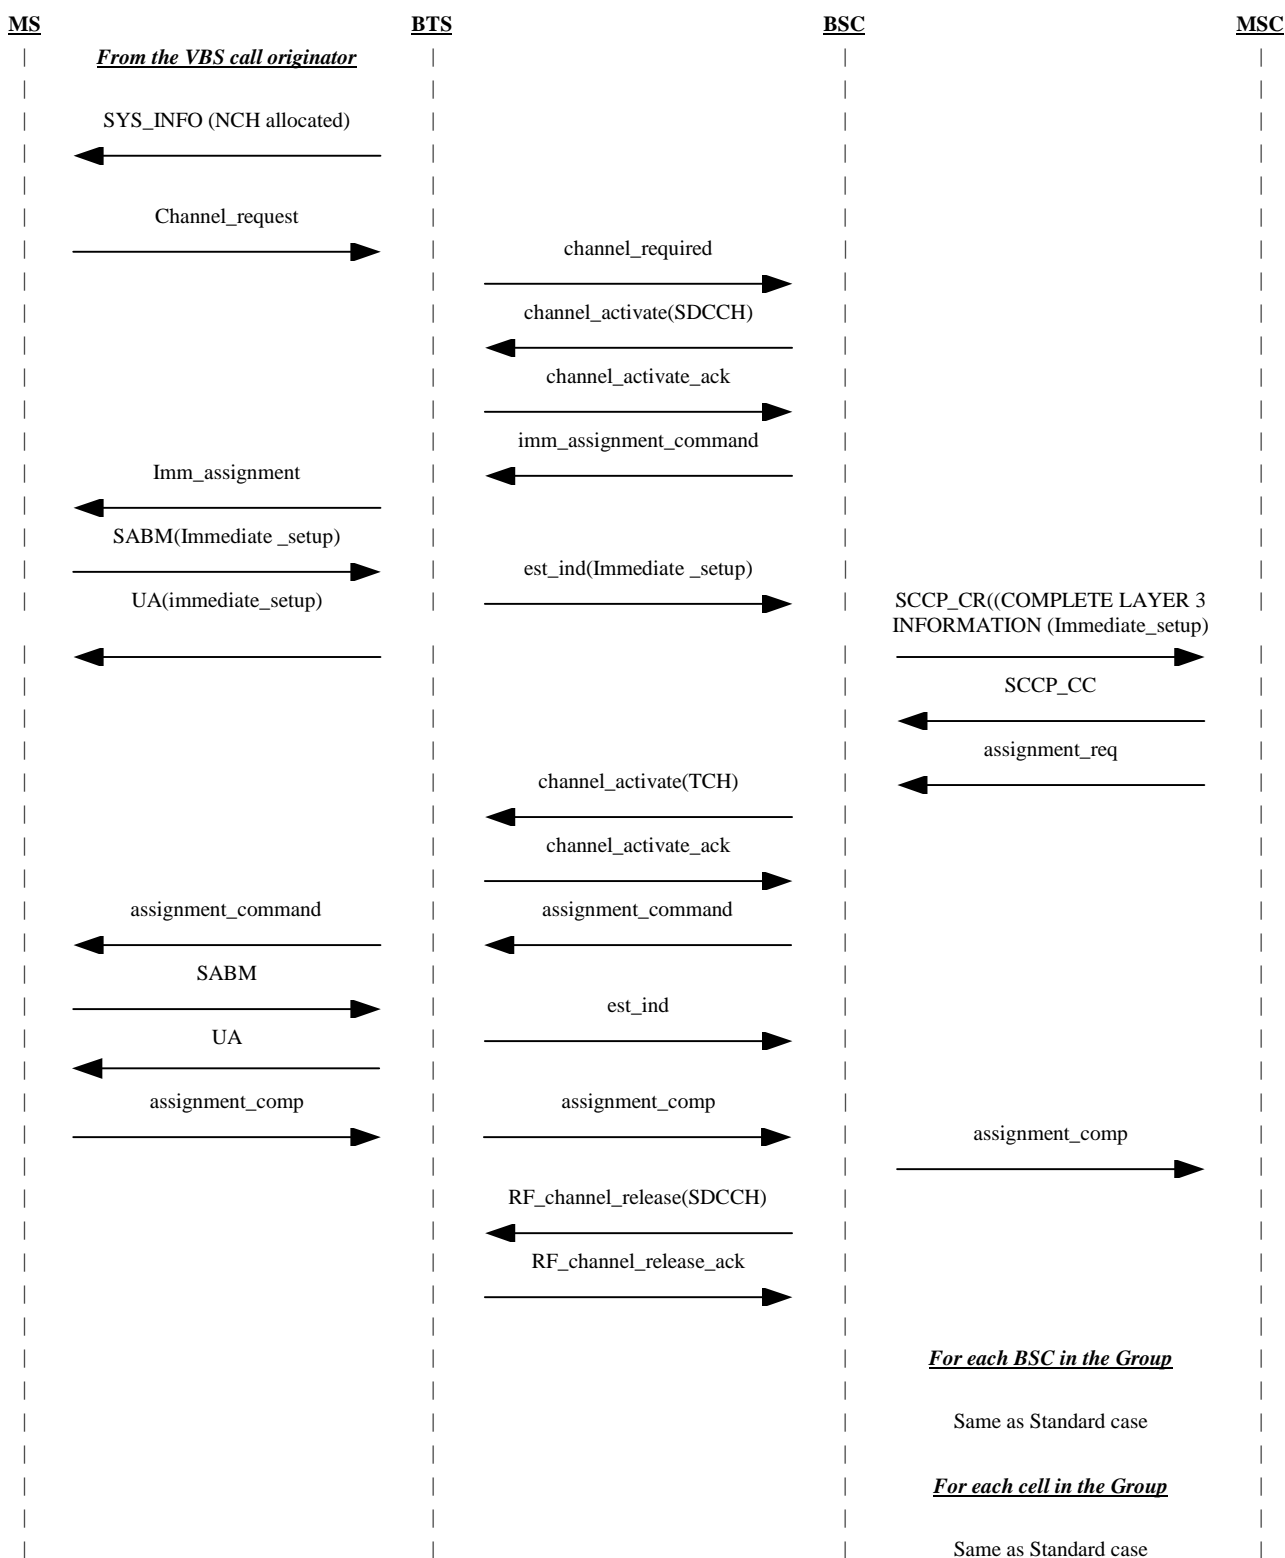 MS BTS BSC MSC
From the VBS call originator
SYS_INFO (NCH allocated)
Channel_request
channel_required
channel_activate(SDCCH)
channel_activate_ack
imm_assignment_command
Imm_assignment
SABM(Immediate _setup)
est_ind(Immediate _setup)
UA(immediate_setup)
SCCP_CR((COMPLETE LAYER 3
INFORMATION (Immediate_setup)
SCCP_CC
assignment_req
channel_activate(TCH)
channel_activate_ack
assignment_command assignment_command
SABM
est_ind
UA
assignment_comp assignment_comp
assignment_comp
RF_channel_release(SDCCH)
RF_channel_release_ack
For each BSC in the Group
Same as Standard case
For each cell in the Group
Same as Standard case